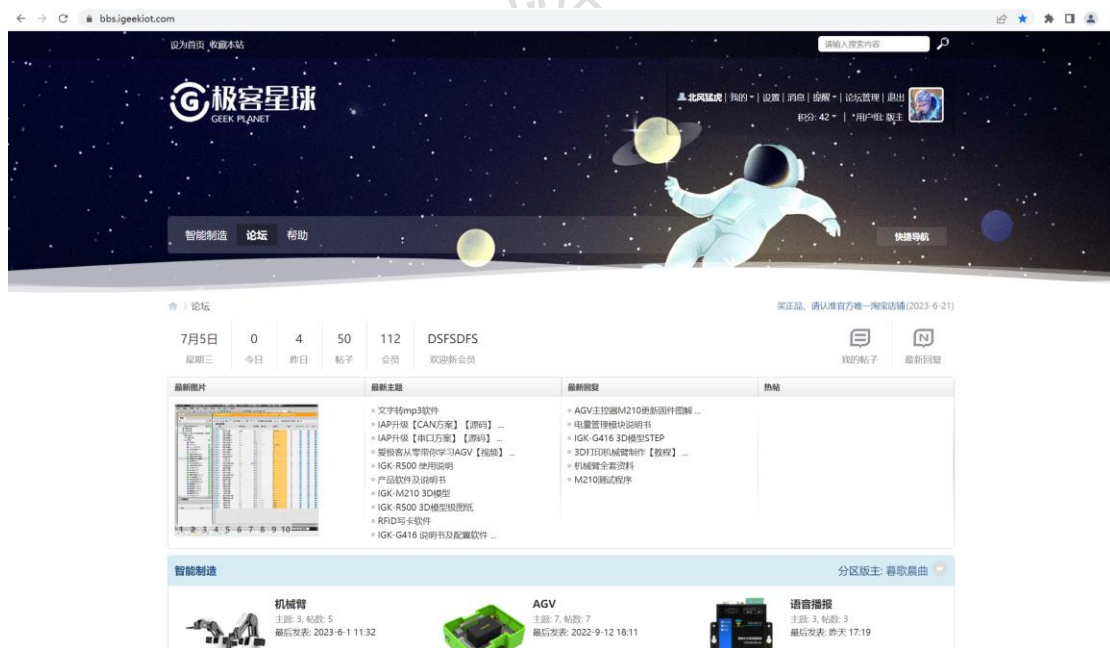 bbs.igeekiot.com
设为首页 收藏本站
请输入搜索内容
极客星球
GEEK PLANET
北风猛虎 | 我的 | 设置 | 消息 | 提醒 | 论坛管理 | 退出
积分: 42 | 用户组: 版主
智能制造 论坛 帮助
快捷导航
论坛
买正品，请认准官方唯一淘宝店铺(2023-6-21)
7月5日 0 4 50 112 DSFSDFS
星期三 今日 昨日 帖子 会员 欢迎新会员
我的帖子 最新回复
最新图片 最新主题 最新回复 热帖
文字转mp3软件
IAP升级【CAN方案】【源码】 ...
IAP升级【串口方案】【源码】 ...
爱极客从零带你学习AGV【视频】 ...
IGK-R500 使用说明
产品软件及说明书
IGK-M210 3D模型
IGK-R500 3D模型极图纸
RFID写卡软件
IGK-G416 说明书及配置软件 ...
AGV主控器M210更新固件图解 ...
电量管理模块说明书
IGK-G416 3D模型STEP
3D打印机械臂制作【教程】 ...
机械臂全套资料
M210测试程序
1 2 3 4 5 6 7 8 9 10
智能制造
分区版主: 暮歌晨曲
机械臂
主题: 3, 帖数: 5
最后发表: 2023-6-1 11:32
AGV
主题: 7, 帖数: 7
最后发表: 2022-9-12 18:11
语音播报
主题: 3, 帖数: 3
最后发表: 昨天 17:19